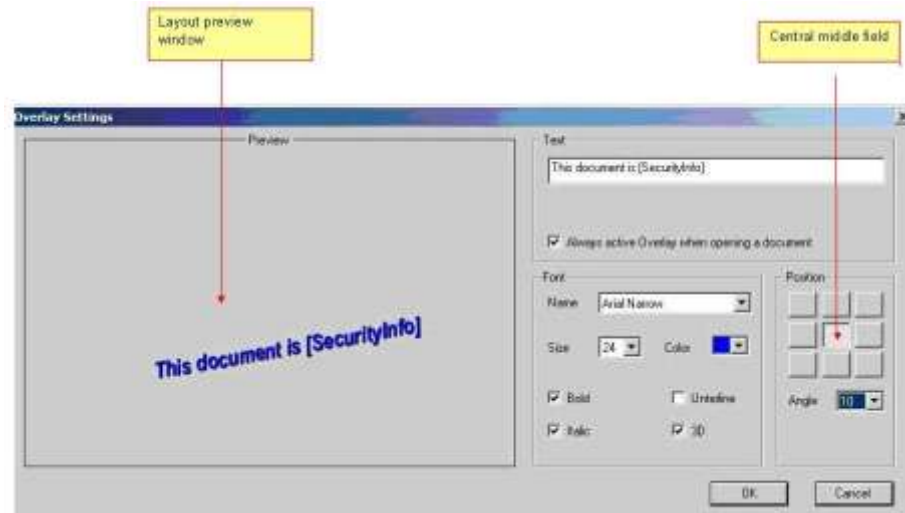 Layout preview
window
Central middle field
Overlay Settings
Preview
This document is [SecurityInfo]
Text
This document is [SecurityInfo]
Always active Overlay when opening a document
Font
Name Arial Narrow
Size 24 Color
Bold Underline
Italic 3D
Position
Angle 10
OK Cancel